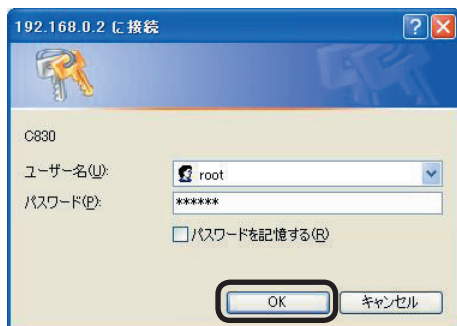 192.168.0.2 に接続
C830
ユーザー名(U):
root
パスワード(P):
******
パスワードを記憶する(R)
OK
キャンセル